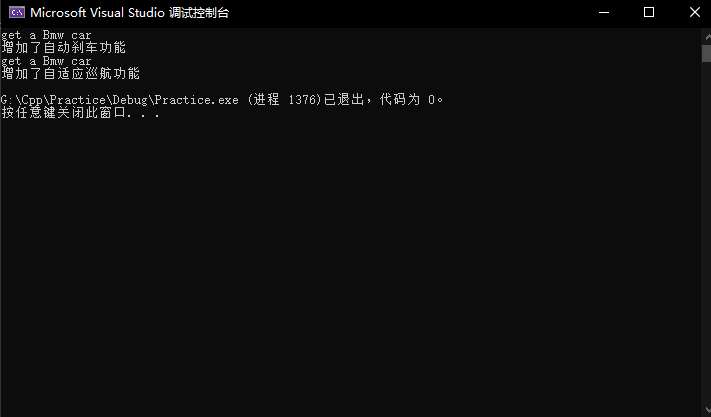 Microsoft Visual Studio 调试控制台
get a Bmw car
增加了自动刹车功能
get a Bmw car
增加了自适应巡航功能
G:\Cpp\Practice\Debug\Practice.exe (进程 1376)已退出，代码为 0。
按任意键关闭此窗口. . .